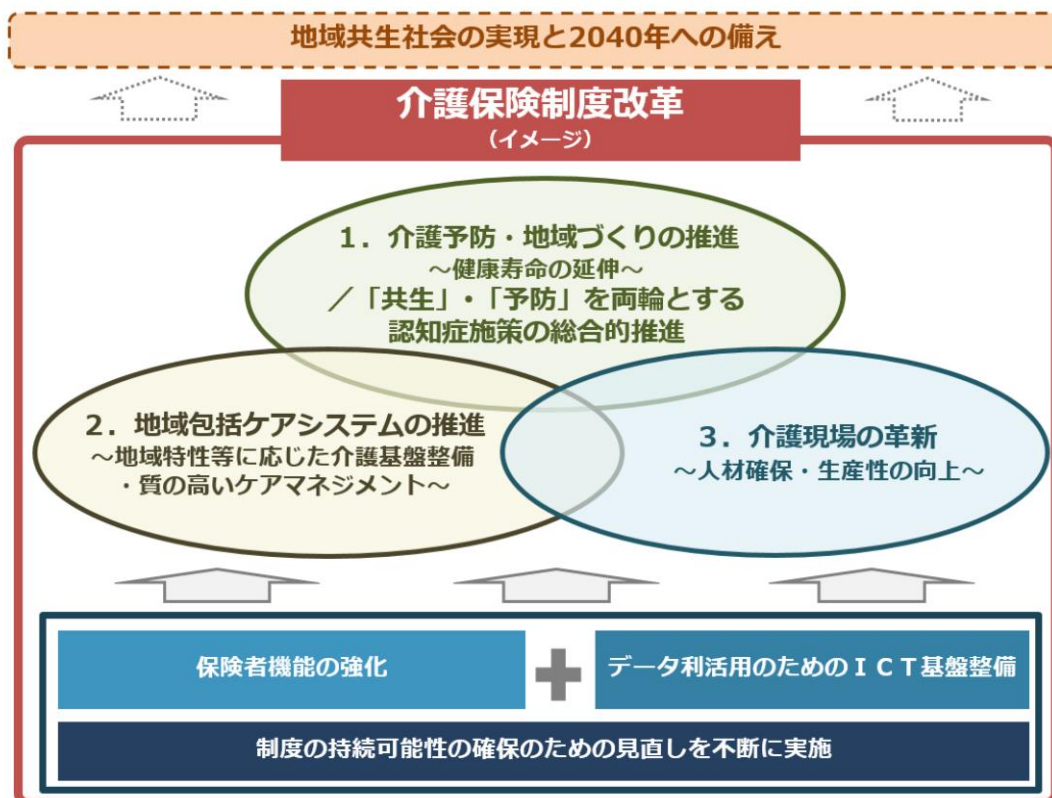 地域共生社会の実現と2040年への備え
介護保険制度改革
（イメージ）
１．介護予防・地域づくりの推進
～健康寿命の延伸～
／「共生」・「予防」を両輪とする
認知症施策の総合的推進
２．地域包括ケアシステムの推進
～地域特性等に応じた介護基盤整備
・質の高いケアマネジメント～
３．介護現場の革新
～人材確保・生産性の向上～
保険者機能の強化
データ利活用のためのＩＣＴ基盤整備
制度の持続可能性の確保のための見直しを不断に実施